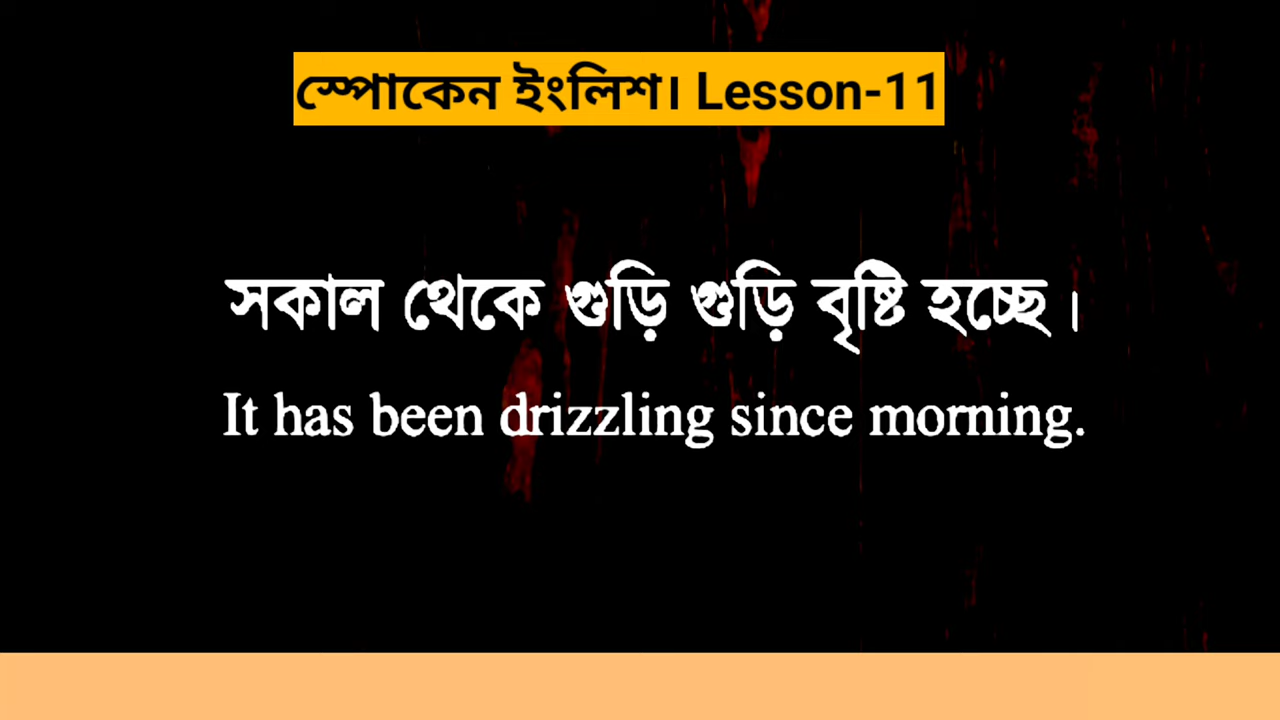 স্পোকেন ইংলিশ। Lesson-11
সকাল থেকে গুড়ি গুড়ি বৃষ্টি হচ্ছে।
It has been drizzling since morning.